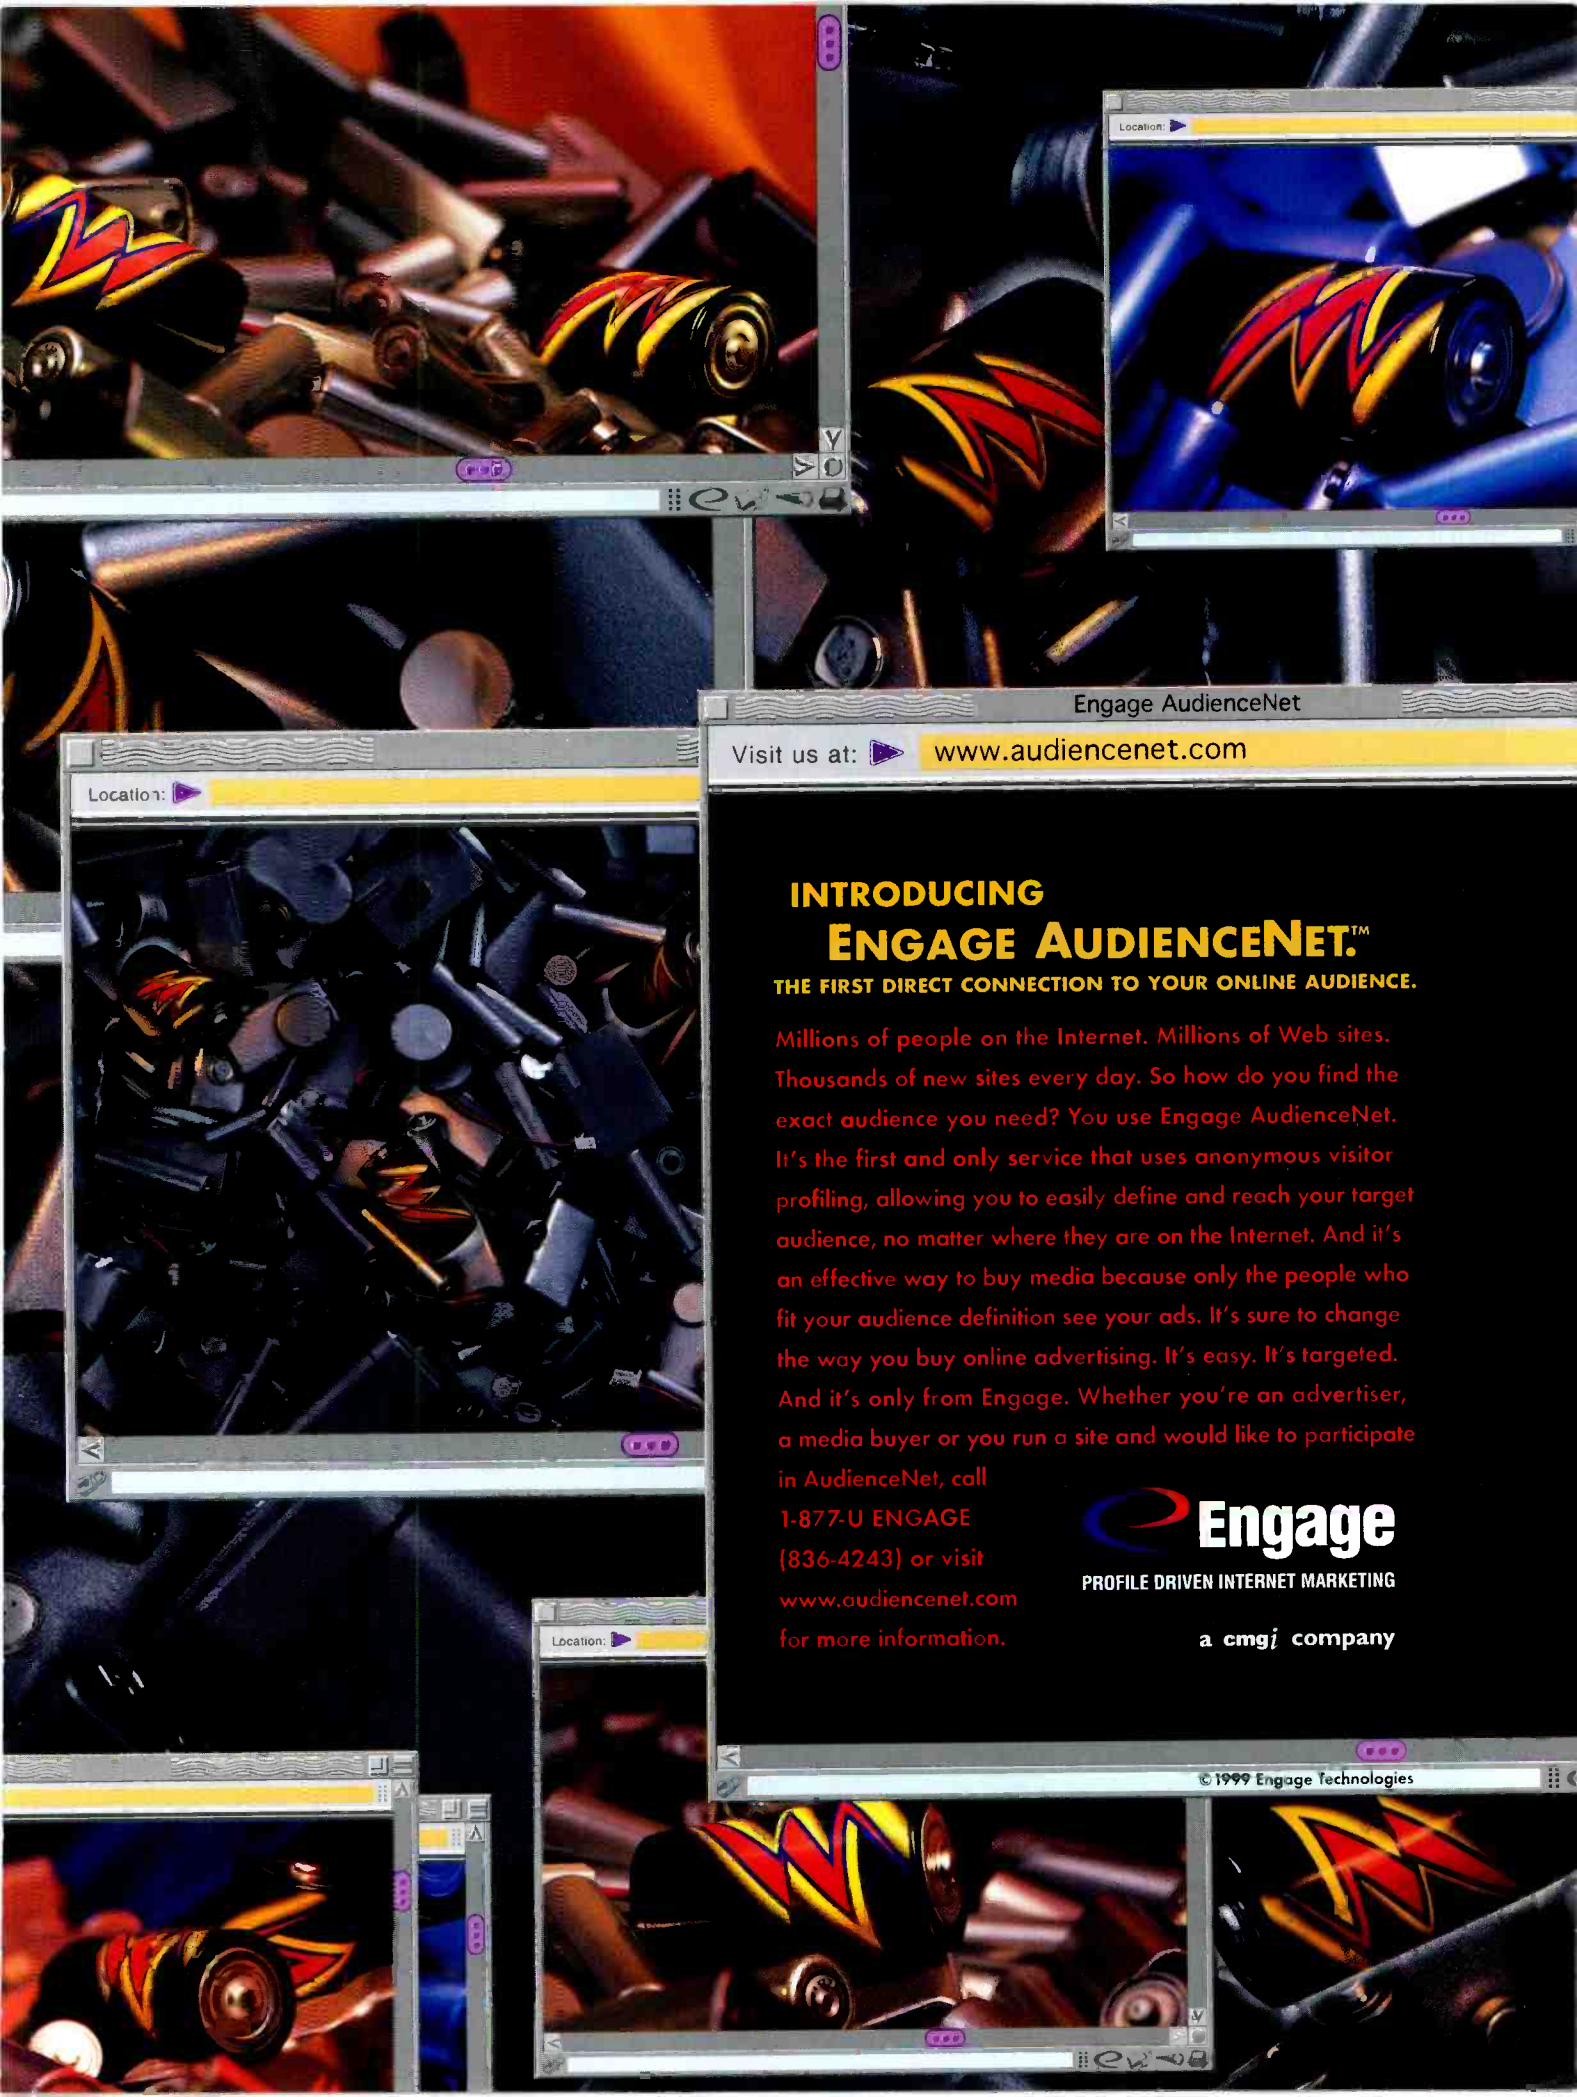 Location:
Engage AudienceNet
Visit us at: www.audiencenet.com
Location:
INTRODUCING
ENGAGE AUDIENCENET.™
THE FIRST DIRECT CONNECTION TO YOUR ONLINE AUDIENCE.
Millions of people on the Internet. Millions of Web sites.
Thousands of new sites every day. So how do you find the
exact audience you need? You use Engage AudienceNet.
It's the first and only service that uses anonymous visitor
profiling, allowing you to easily define and reach your target
audience, no matter where they are on the Internet. And it's
an effective way to buy media because only the people who
fit your audience definition see your ads. It's sure to change
the way you buy online advertising. It's easy. It's targeted.
And it's only from Engage. Whether you're an advertiser,
a media buyer or you run a site and would like to participate
in AudienceNet, call
1-877-U ENGAGE
(836-4243) or visit
www.audiencenet.com
for more information.
Engage
PROFILE DRIVEN INTERNET MARKETING
a cmgi company
Location:
© 1999 Engage Technologies